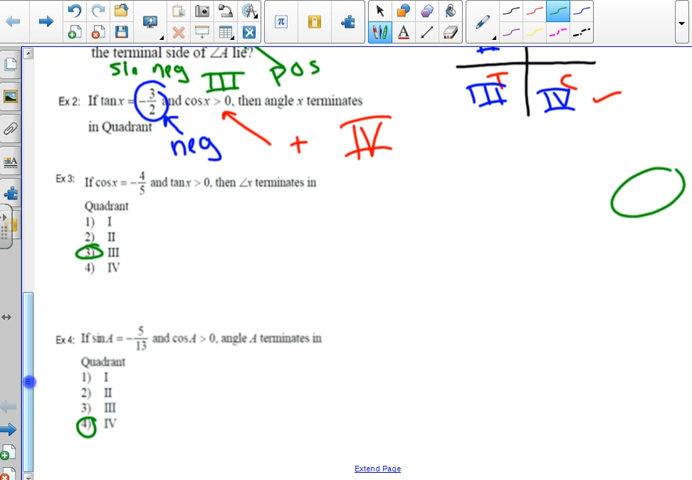 the terminal side of ∠A lie?
sin neg III pos
Ex 2: If tan x = -3/2 and cos x > 0, then angle x terminates
in Quadrant
neg + IV
T C
III IV
Ex 3: If cos x = -4/5 and tan x > 0, then ∠x terminates in
Quadrant
1) I
2) II
3) III
4) IV
Ex 4: If sin A = -5/13 and cos A > 0, angle A terminates in
Quadrant
1) I
2) II
3) III
4) IV
Extend Page